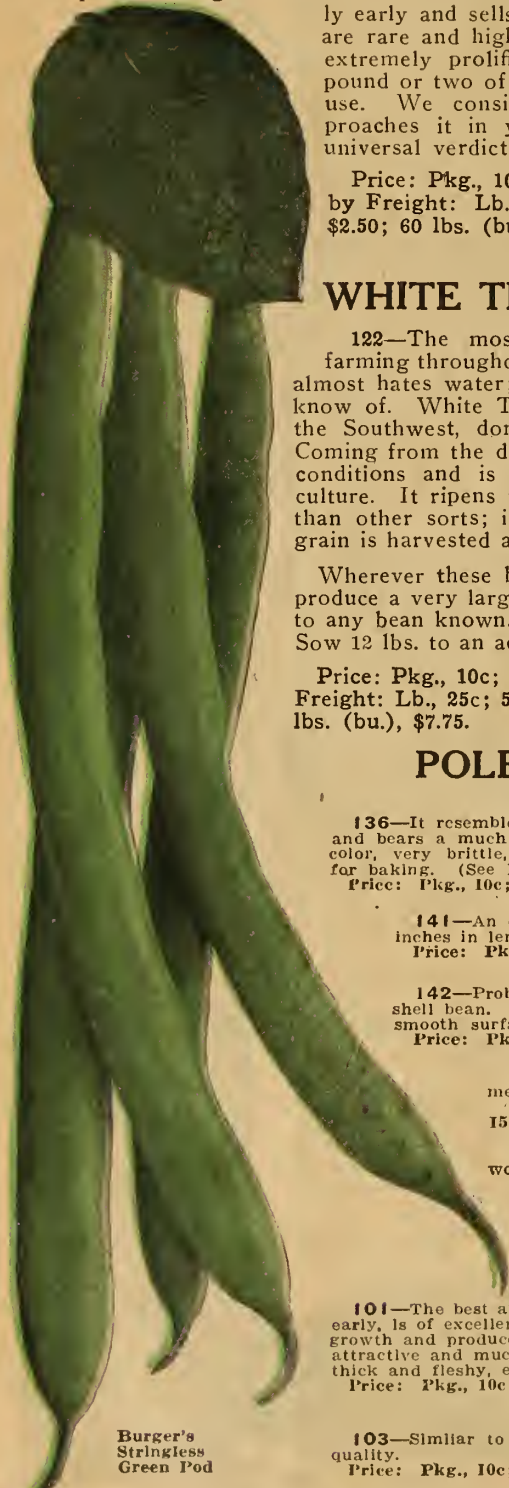 ly early and sells
are rare and high
extremely prolifi
pound or two of
use. We consi
proaches it in y
universal verdict
Price: Pkg., 10
by Freight: Lb.
$2.50; 60 lbs. (bu
WHITE T
122—The mos
farming througho
almost hates water
know of. White T
the Southwest, dor
Coming from the d
conditions and is
culture. It ripens
than other sorts; i
grain is harvested a
Wherever these
produce a very larg
to any bean known.
Sow 12 lbs. to an a
Price: Pkg., 10c;
Freight: Lb., 25c; 5
lbs. (bu.), $7.75.
POLE
136—It resemble
and bears a much
color, very brittle,
for baking. (See
Price: Pkg., 10c;
141—An
inches in len
Price: Pk
142—Prob
shell bean.
smooth surf
Price: Pk
me
15
wo
101—The best a
early, is of excelle
growth and produc
attractive and muc
thick and fleshy, e
Price: Pkg., 10c
Burger's
Stringless
Green Pod
103—Similar to
quality.
Price: Pkg., 10c